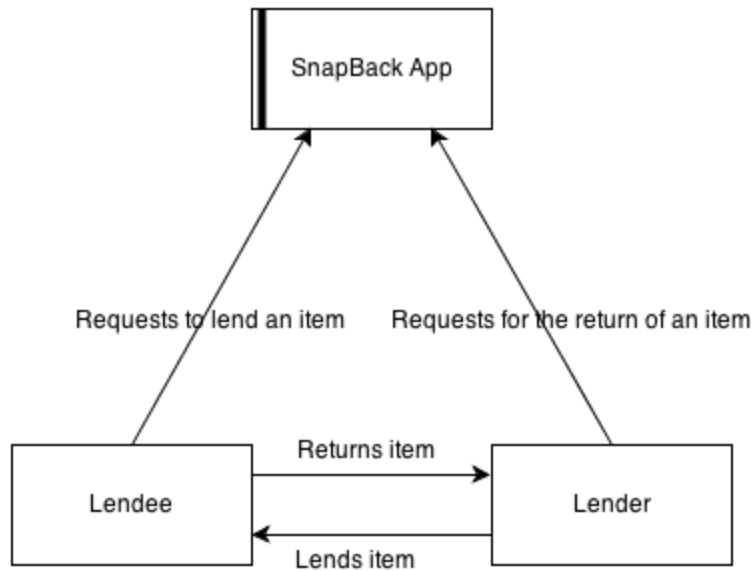 SnapBack App
Requests to lend an item
Requests for the return of an item
Returns item
Lendee
Lender
Lends item